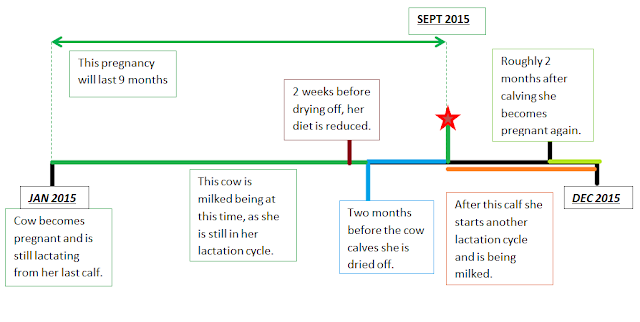 SEPT 2015
This pregnancy
will last 9 months
2 weeks before
drying off, her
diet is reduced.
Roughly 2
months after
calving she
becomes
pregnant again.
JAN 2015
Cow becomes
pregnant and is
still lactating
from her last calf.
This cow is
milked being at
this time, as she
is still in her
lactation cycle.
Two months
before the cow
calves she is
dried off.
After this calf she
starts another
lactation cycle
and is being
milked.
DEC 2015